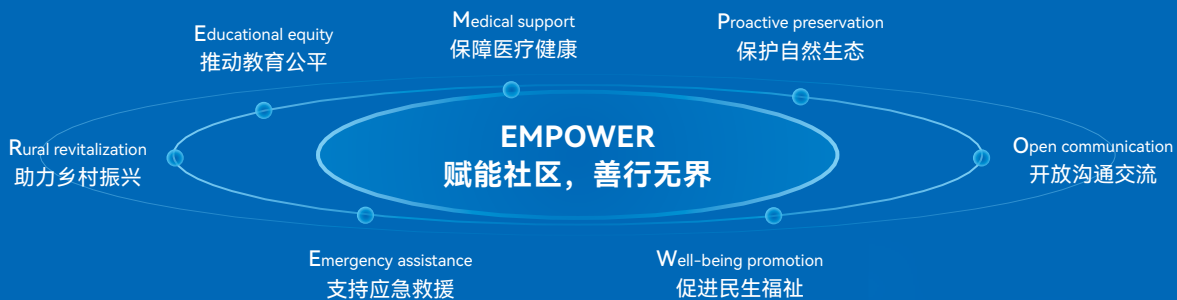 Educational equity
推动教育公平
Medical support
保障医疗健康
Proactive preservation
保护自然生态
Rural revitalization
助力乡村振兴
EMPOWER
赋能社区，善行无界
Open communication
开放沟通交流
Emergency assistance
支持应急救援
Well-being promotion
促进民生福祉